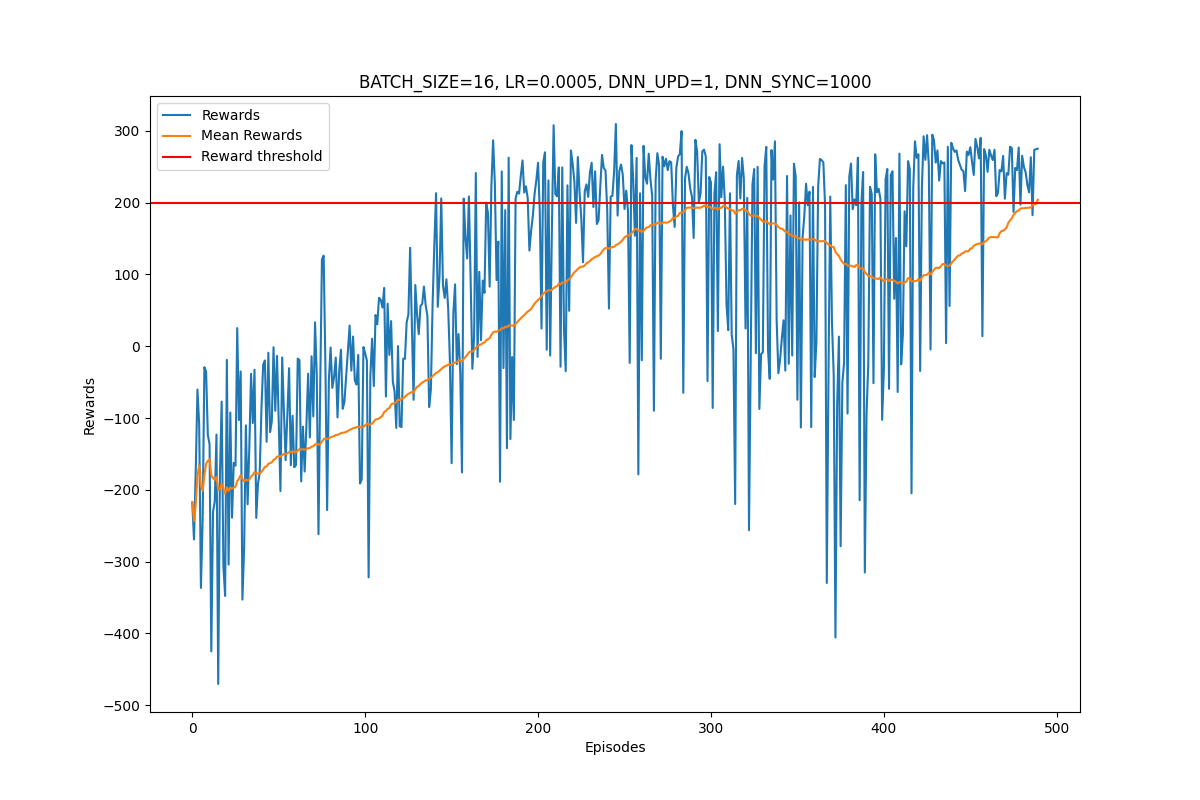 BATCH_SIZE=16, LR=0.0005, DNN_UPD=1, DNN_SYNC=1000
Rewards
Mean Rewards
Reward threshold
300
200
100
0
−100
−200
−300
−400
−500
Rewards
0 100 200 300 400 500
Episodes